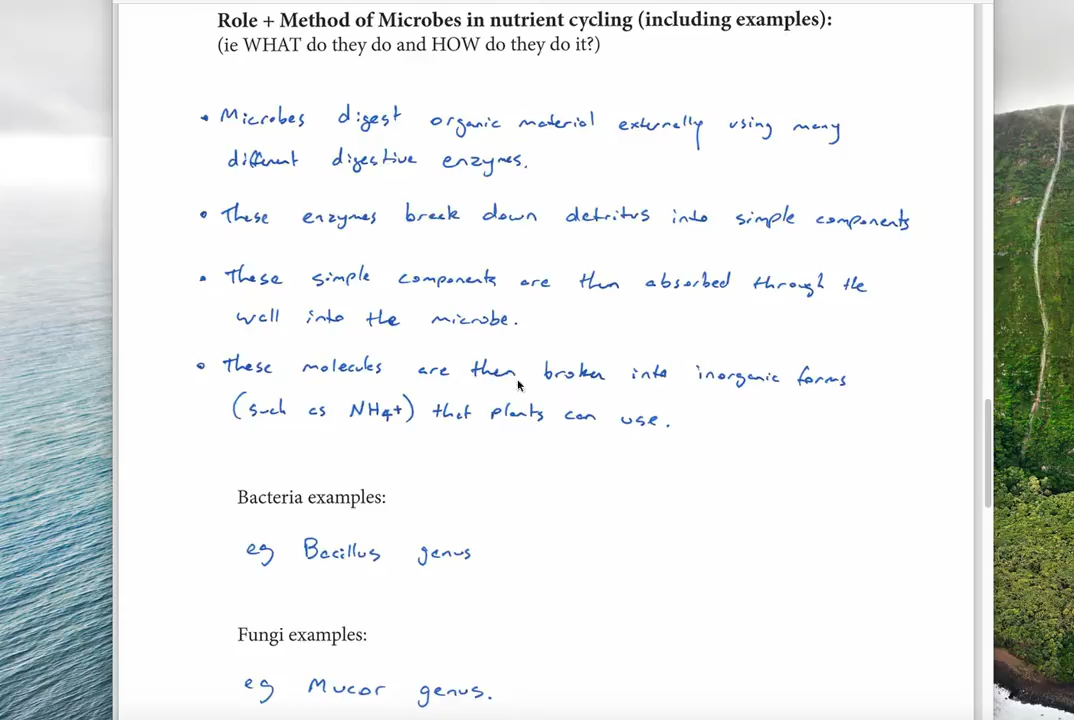 Role + Method of Microbes in nutrient cycling (including examples):
(ie WHAT do they do and HOW do they do it?)
• Microbes digest organic material externally using many
different digestive enzymes.
• These enzymes break down detritus into simple components
• These simple components are then absorbed through the
wall into the microbe.
• These molecules are then broken into inorganic forms
(such as NH4+) that plants can use.
Bacteria examples:
eg Bacillus genus
Fungi examples:
eg Mucor genus.